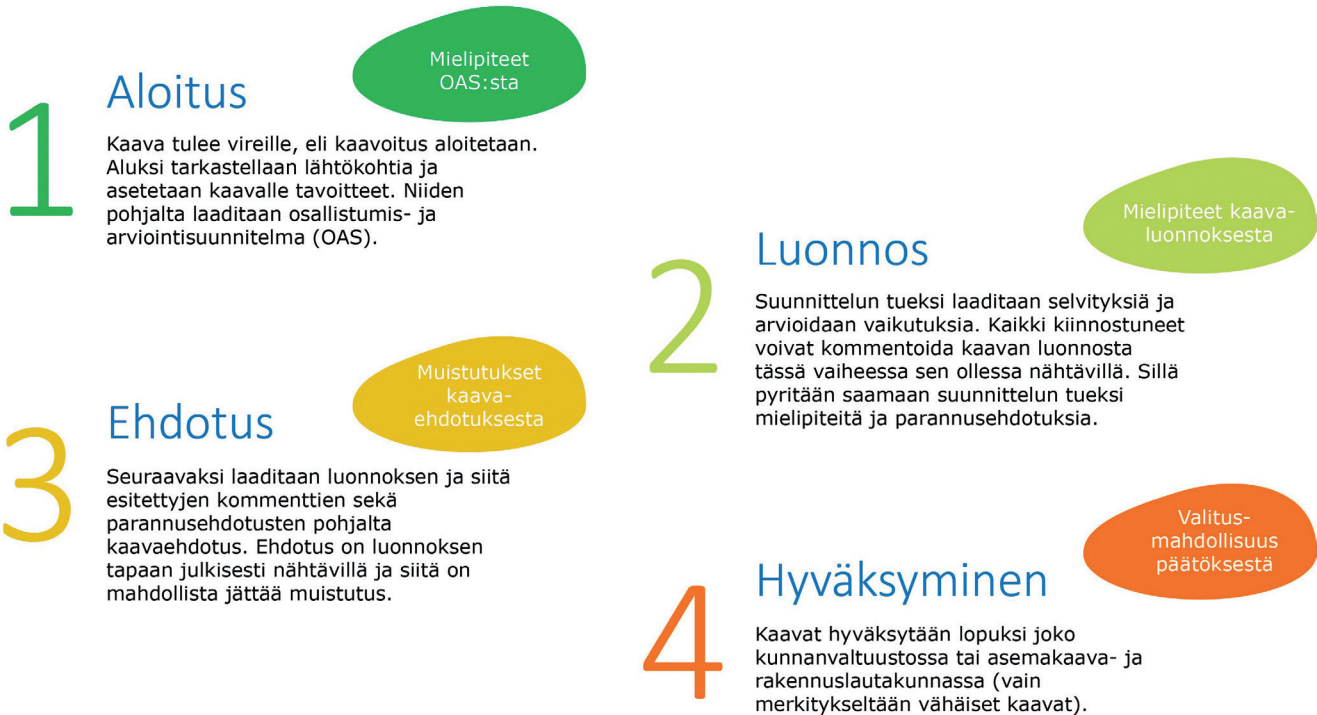 1
Aloitus
Mielipiteet
OAS:sta
Kaava tulee vireille, eli kaavoitus aloitetaan.
Aluksi tarkastellaan lähtökohtia ja
asetetaan kaavalle tavoitteet. Niiden
pohjalta laaditaan osallistumis- ja
arviointisuunnitelma (OAS).
2
Luonnos
Mielipiteet kaava-
luonnoksesta
Suunnittelun tueksi laaditaan selvityksiä ja
arvioidaan vaikutuksia. Kaikki kiinnostuneet
voivat kommentoida kaavan luonnosta
tässä vaiheessa sen ollessa nähtävillä. Sillä
pyritään saamaan suunnittelun tueksi
mielipiteitä ja parannusehdotuksia.
3
Ehdotus
Muistutukset
kaava-
ehdotuksesta
Seuraavaksi laaditaan luonnoksen ja siitä
esitettyjen kommenttien sekä
parannusehdotusten pohjalta
kaavaehdotus. Ehdotus on luonnoksen
tapaan julkisesti nähtävillä ja siitä on
mahdollista jättää muistutus.
4
Hyväksyminen
Valitus-
mahdollisuus
päätöksestä
Kaavat hyväksytään lopuksi joko
kunnanvaltuustossa tai asemakaava- ja
rakennuslautakunnassa (vain
merkitykseltään vähäiset kaavat).